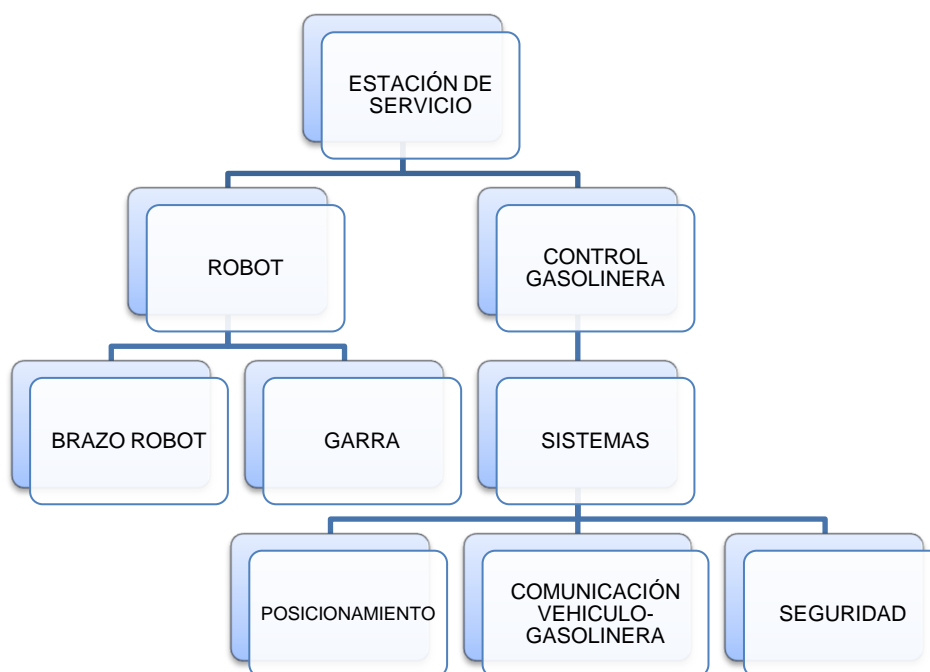 ESTACIÓN DE
SERVICIO
ROBOT
CONTROL
GASOLINERA
BRAZO ROBOT
GARRA
SISTEMAS
POSICIONAMIENTO
COMUNICACIÓN
VEHICULO-
GASOLINERA
SEGURIDAD